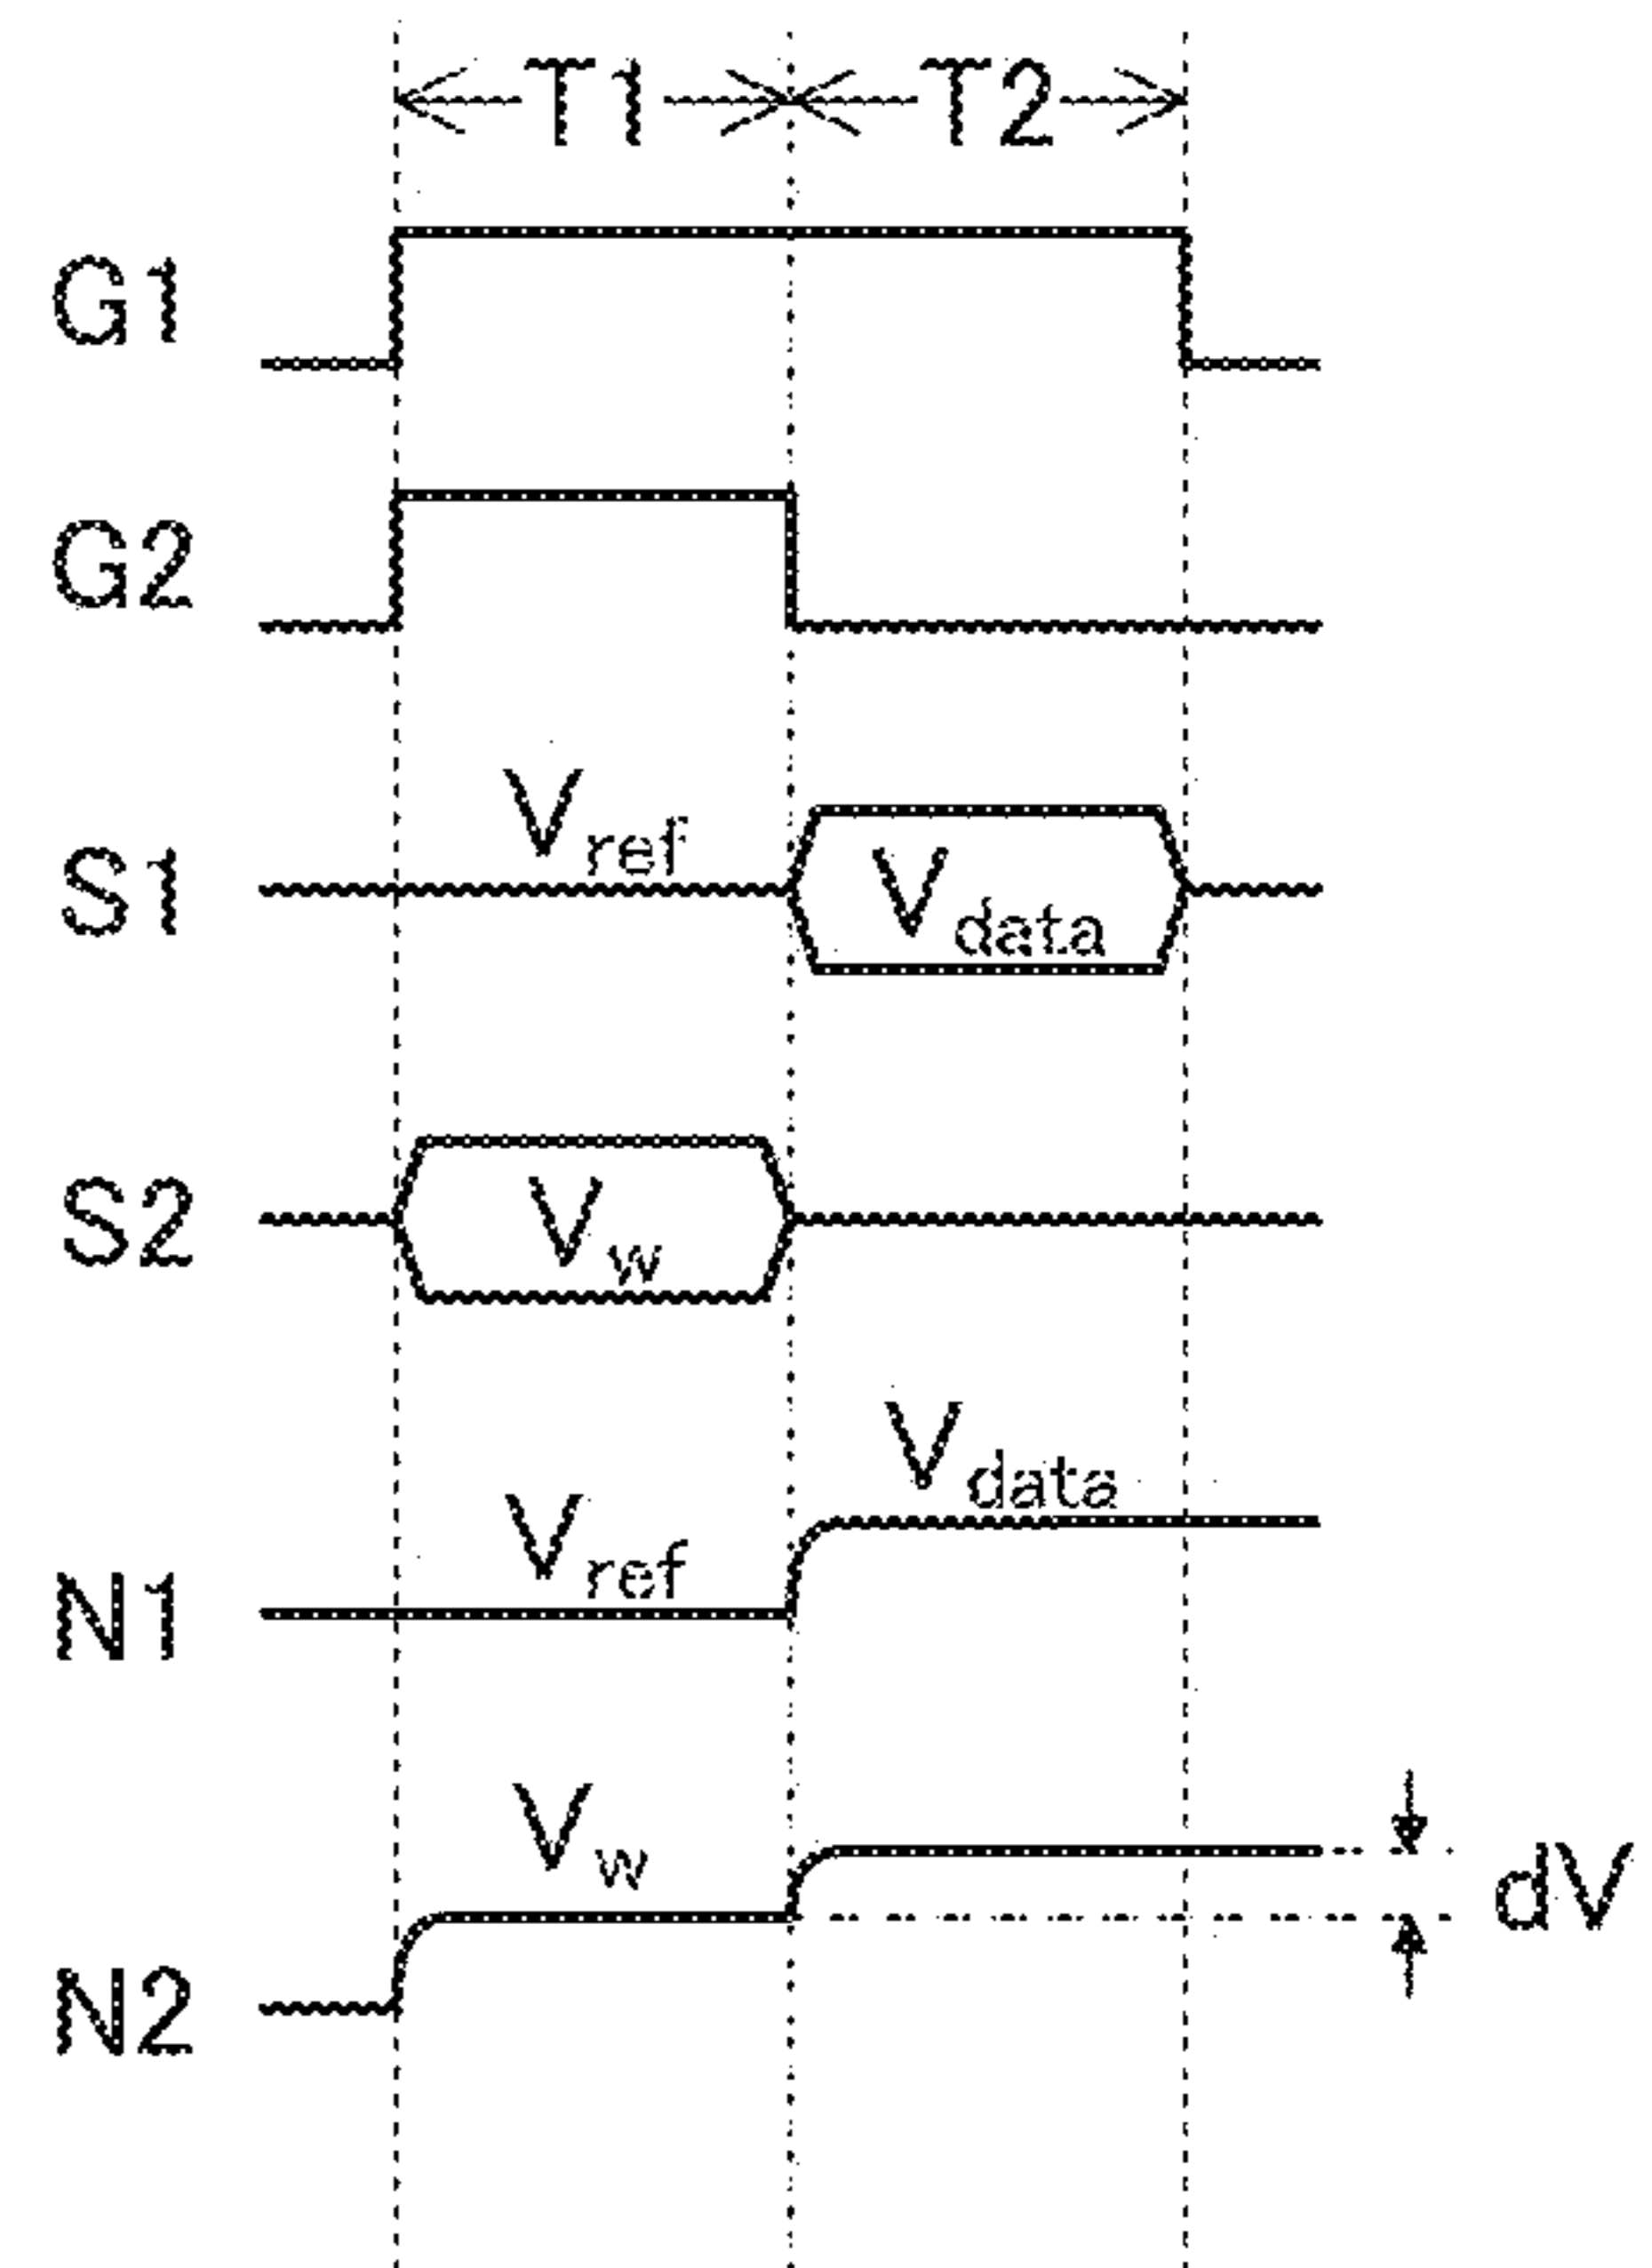 T1 T2
G1
G2
S1 Vref Vdata
S2 Vw
N1 Vref Vdata
N2 Vw dV